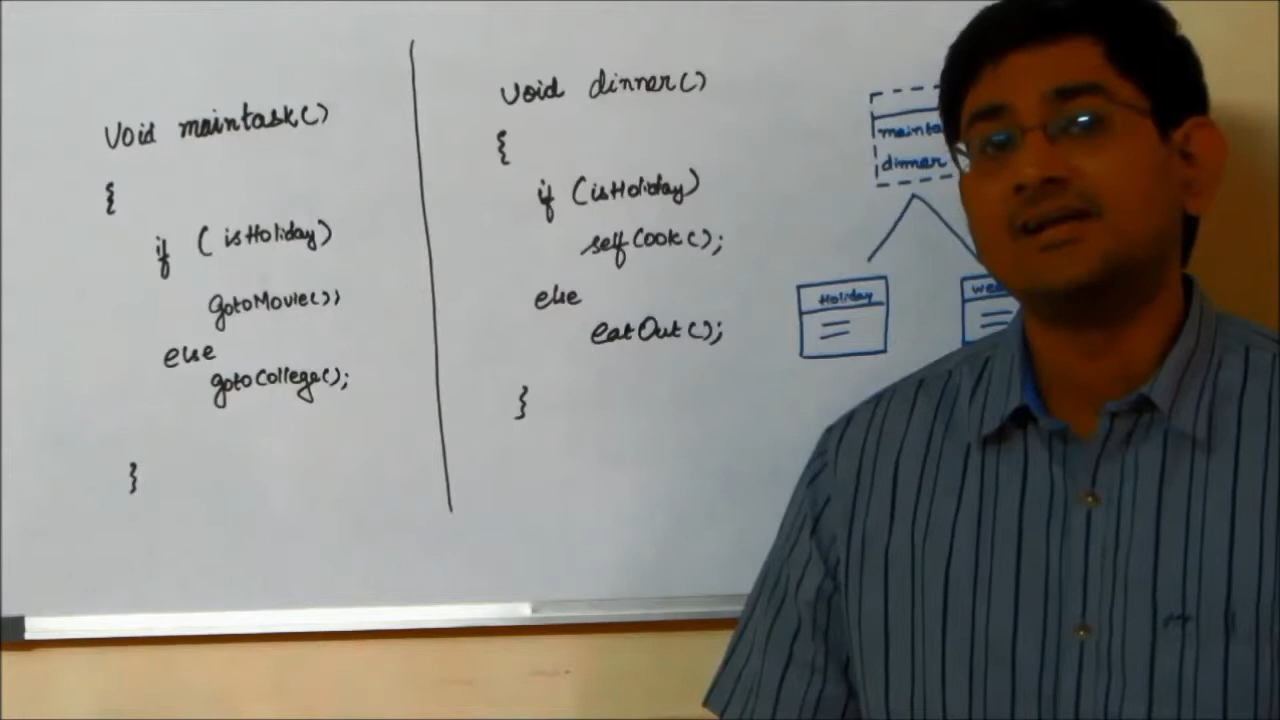 Void maintask()
{
if ( isHoliday)
gotoMovie();
else
gotoCollege();
}
Void dinner()
{
if (isHoliday)
selfCook();
else
eatOut();
}
dinner
Holiday